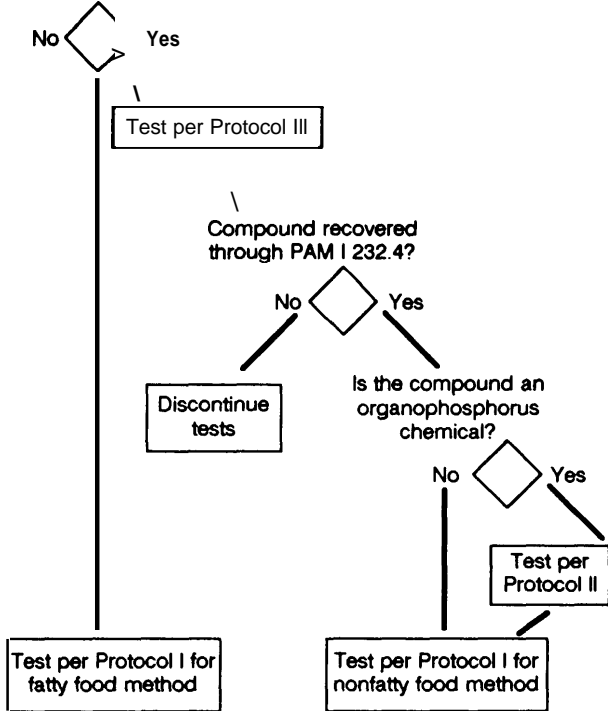 No Yes
Test per Protocol III
Compound recovered
through PAM I 232.4?
No Yes
Discontinue
tests
Is the compound an
organophosphorus
chemical?
No Yes
Test per
Protocol II
Test per Protocol I for
fatty food method
Test per Protocol I for
nonfatty food method